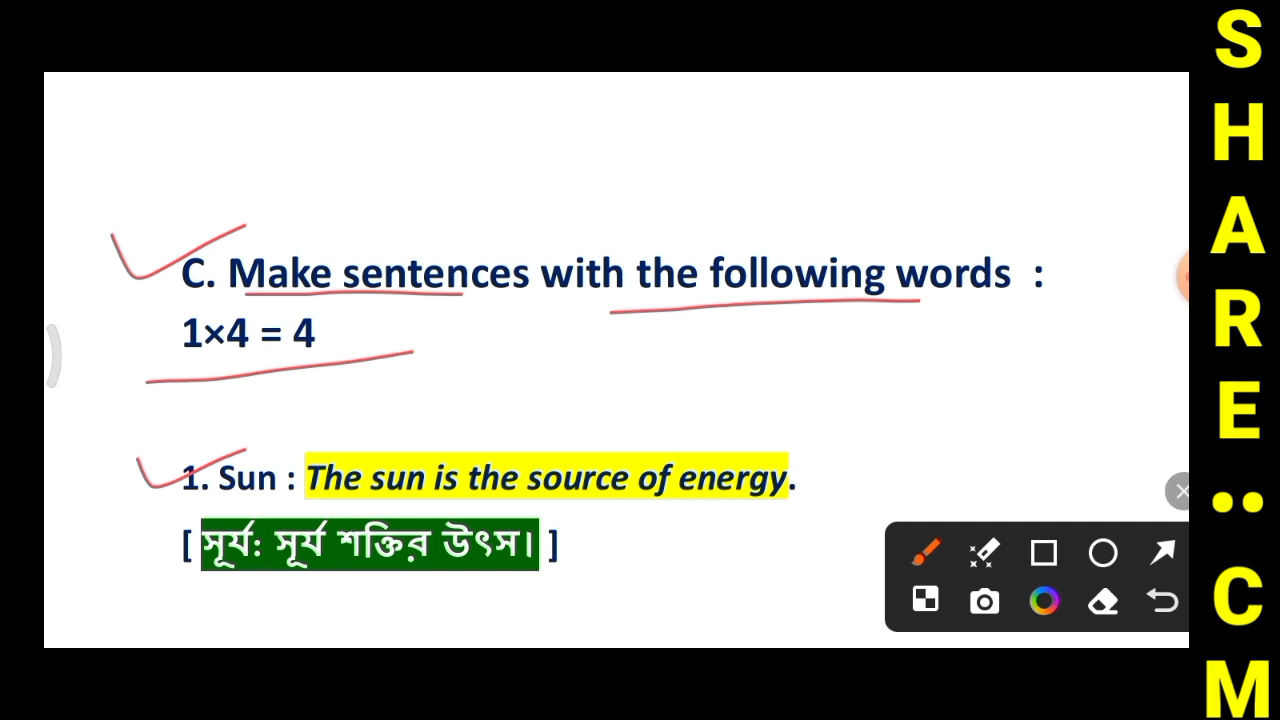 C. Make sentences with the following words :
1×4 = 4
1. Sun : The sun is the source of energy.
[ সূর্য: সূর্য শক্তির উৎস। ]
SHARE··CM